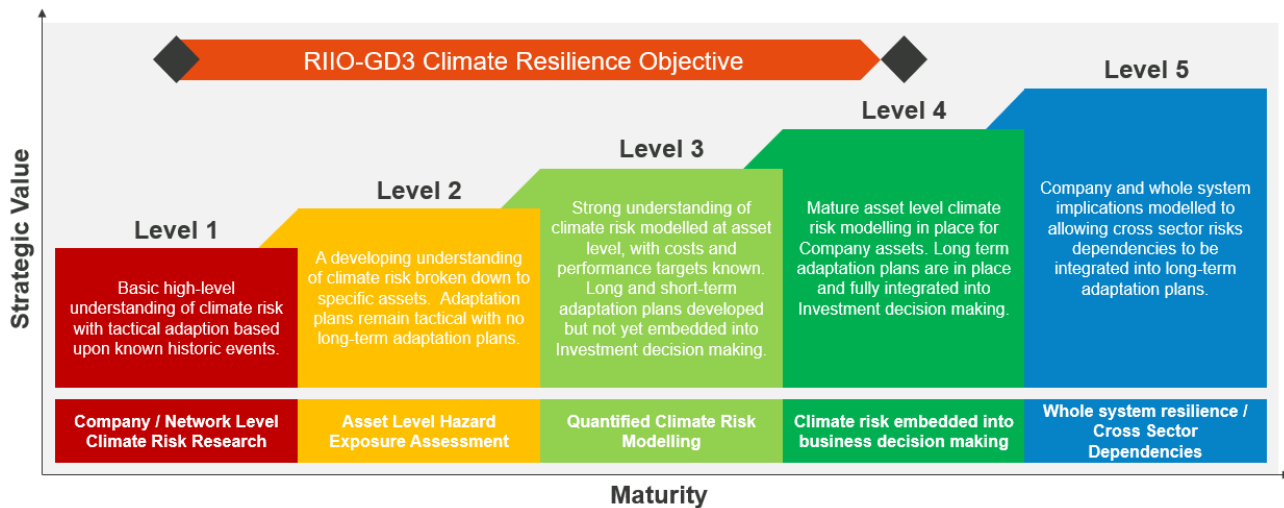 RIIO-GD3 Climate Resilience Objective
Strategic Value
Level 1
Basic high-level
understanding of climate risk
with tactical adaption based
upon known historic events.
Company / Network Level
Climate Risk Research
Level 2
A developing understanding
of climate risk broken down to
specific assets. Adaptation
plans remain tactical with no
long-term adaptation plans.
Asset Level Hazard
Exposure Assessment
Level 3
Strong understanding of
climate risk modelled at asset
level, with costs and
performance targets known.
Long and short-term
adaptation plans developed
but not yet embedded into
Investment decision making.
Quantified Climate Risk
Modelling
Level 4
Mature asset level climate
risk modelling in place for
Company assets. Long term
adaptation plans are in place
and fully integrated into
Investment decision making.
Climate risk embedded into
business decision making
Level 5
Company and whole system
implications modelled to
allowing cross sector risks
dependencies to be
integrated into long-term
adaptation plans.
Whole system resilience /
Cross Sector
Dependencies
Maturity